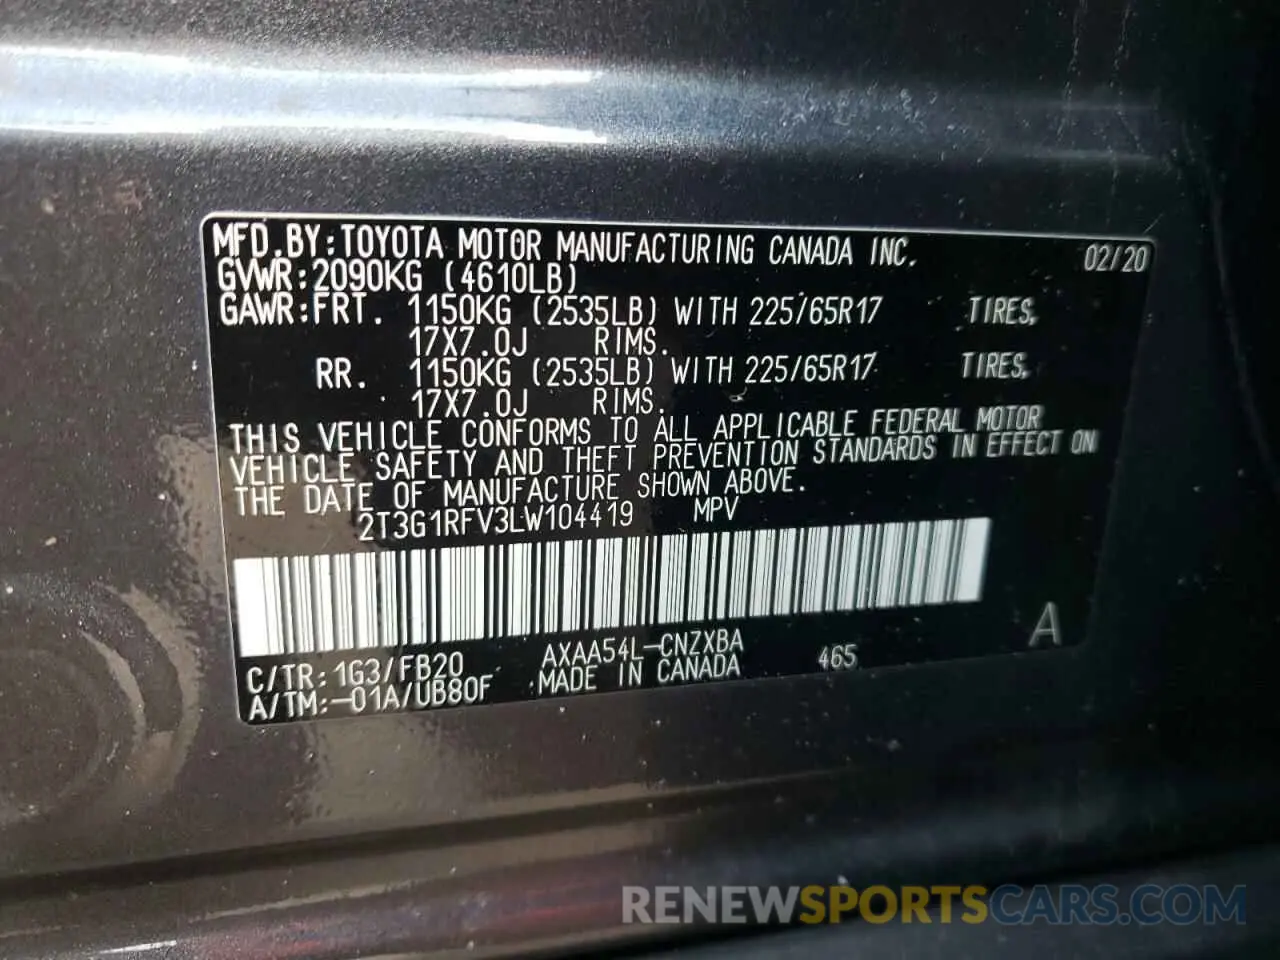 MFD.BY:TOYOTA MOTOR MANUFACTURING CANADA INC. 02/20
GVWR:2090KG (4610LB)
GAWR:FRT. 1150KG (2535LB) WITH 225/65R17 TIRES,
17X7.0J RIMS.
RR. 1150KG (2535LB) WITH 225/65R17 TIRES,
17X7.0J RIMS.
THIS VEHICLE CONFORMS TO ALL APPLICABLE FEDERAL MOTOR
VEHICLE SAFETY AND THEFT PREVENTION STANDARDS IN EFFECT ON
THE DATE OF MANUFACTURE SHOWN ABOVE.
2T3G1RFV3LW104419 MPV
A
C/TR:1G3/FB20 AXAA54L-CNZXBA 465
A/TM:-01A/UB80F MADE IN CANADA
RENEWSPORTSCARS.COM